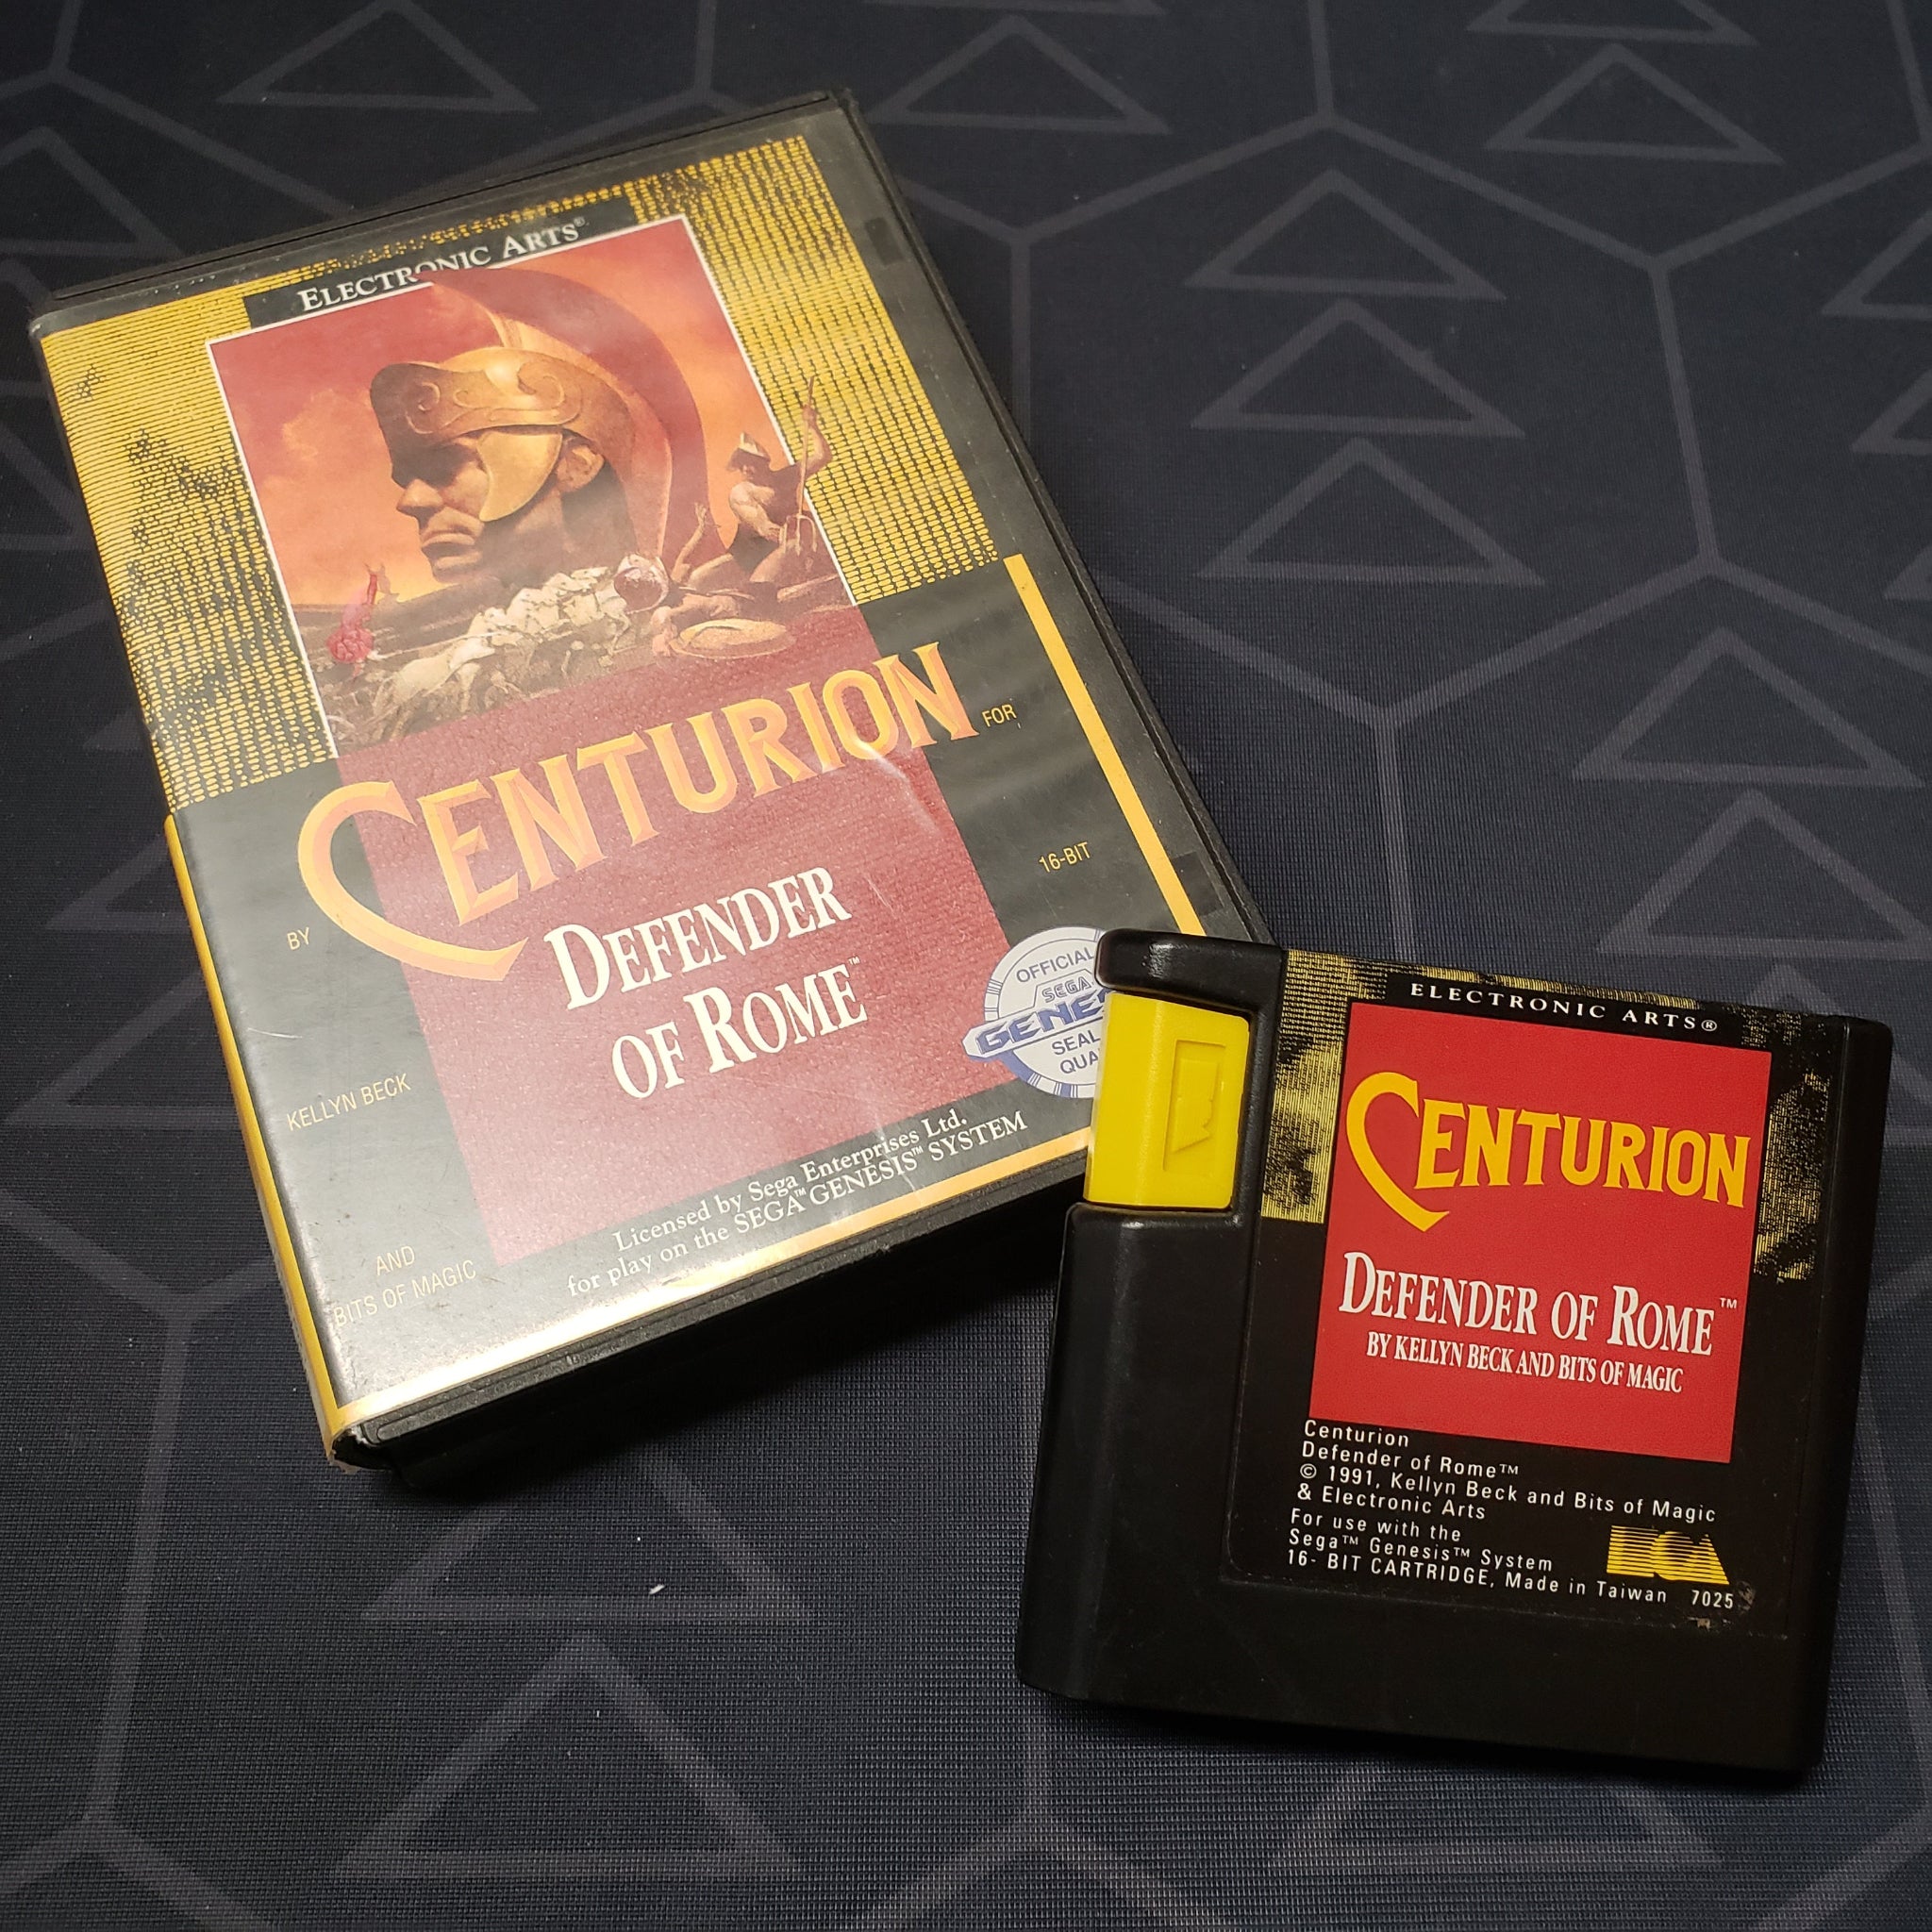 ELECTRONIC ARTS®
CENTURION
FOR
16-BIT
BY
DEFENDER
OF ROME™
OFFICIAL
SEGA
SEAL
KELLYN BECK
AND
BITS OF MAGIC
Licensed by Sega Enterprises Ltd.
for play on the SEGA™ GENESIS™ SYSTEM
ELECTRONIC ARTS®
CENTURION
DEFENDER OF ROME™
BY KELLYN BECK AND BITS OF MAGIC
Centurion
Defender of Rome™
© 1991, Kellyn Beck and Bits of Magic
& Electronic Arts
For use with the
Sega™ Genesis™ System
16- BIT CARTRIDGE, Made in Taiwan 7025
EA